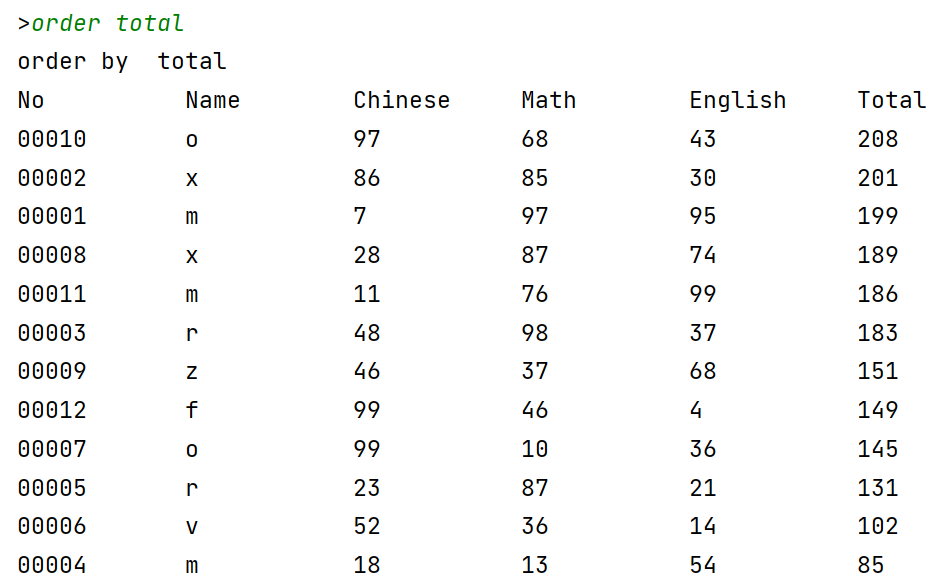 >order total
order by  total
No Name Chinese Math English Total
00010 o 97 68 43 208
00002 x 86 85 30 201
00001 m 7 97 95 199
00008 x 28 87 74 189
00011 m 11 76 99 186
00003 r 48 98 37 183
00009 z 46 37 68 151
00012 f 99 46 4 149
00007 o 99 10 36 145
00005 r 23 87 21 131
00006 v 52 36 14 102
00004 m 18 13 54 85